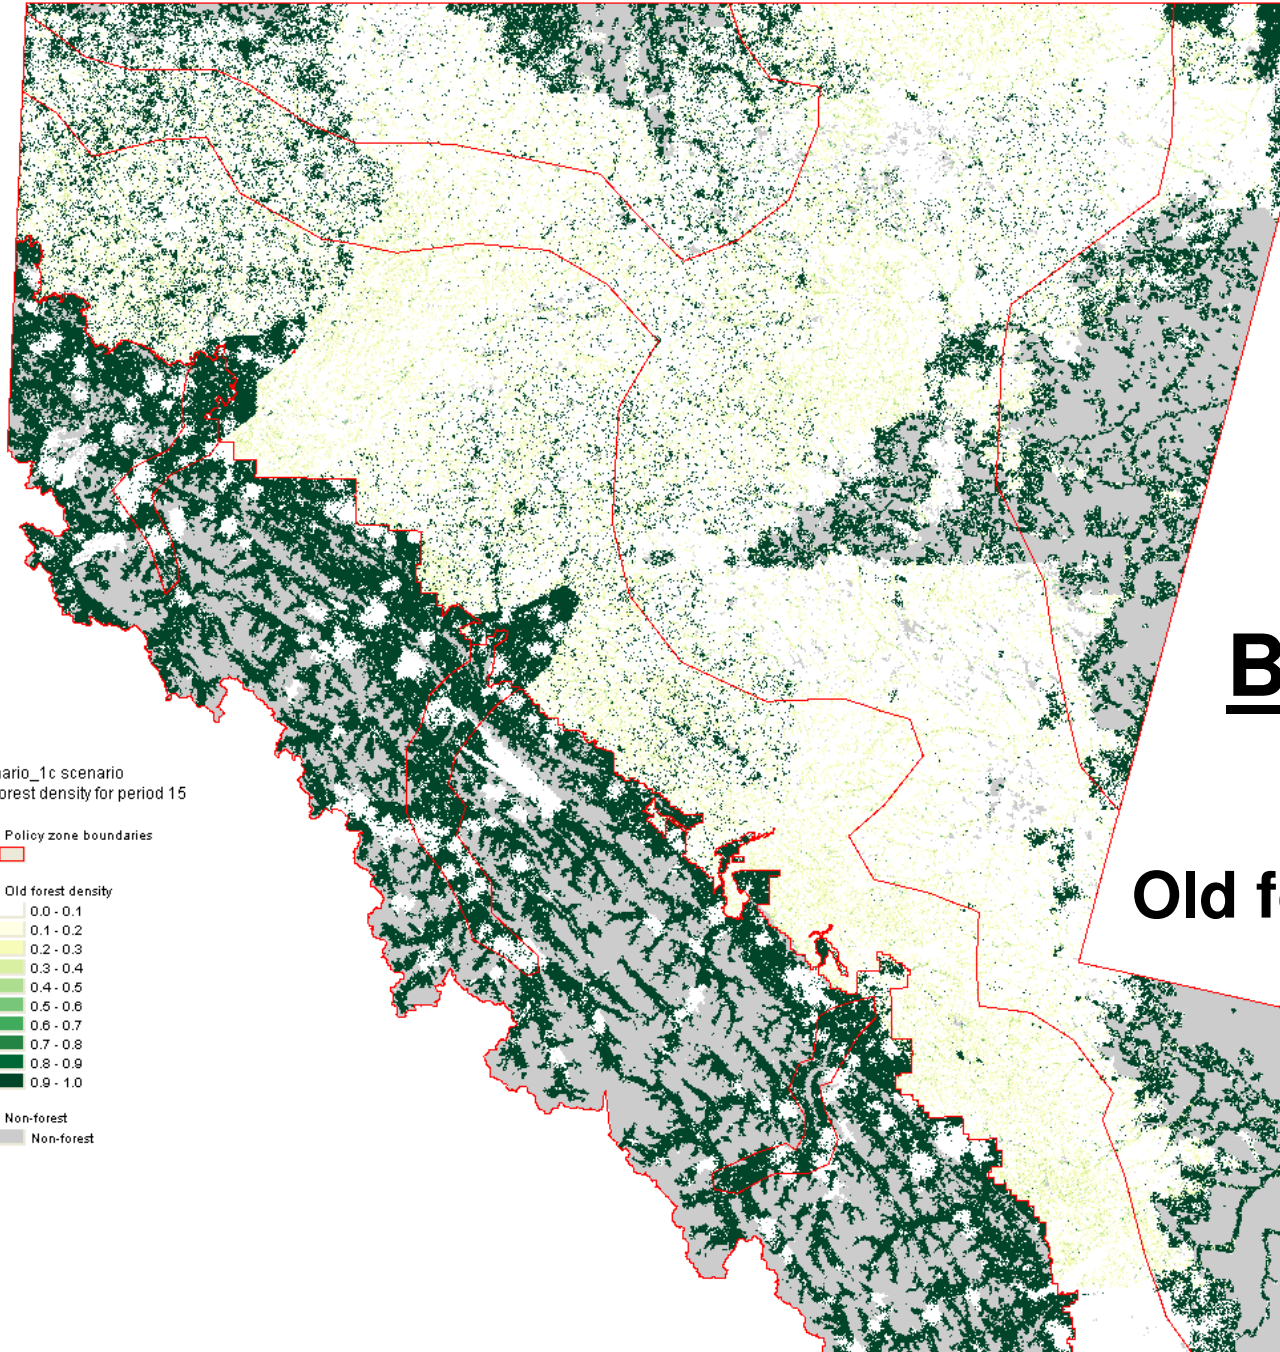 ario_1c scenario
orest density for period 15
Policy zone boundaries
Old forest density
0.0 - 0.1
0.1 - 0.2
0.2 - 0.3
0.3 - 0.4
0.4 - 0.5
0.5 - 0.6
0.6 - 0.7
0.7 - 0.8
0.8 - 0.9
0.9 - 1.0
Non-forest
Non-forest
B
Old fo